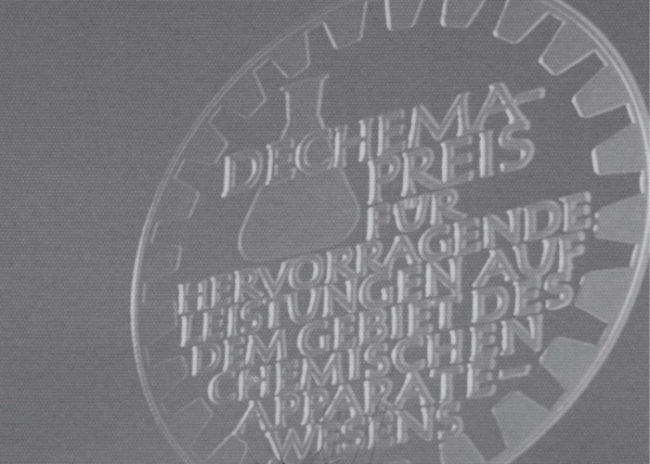 DECHEMA-
PREIS
FÜR
HERVORRAGENDE
LEISTUNGEN AUF
DEM GEBIET DES
CHEMISCHEN
APPARATE-
WESENS